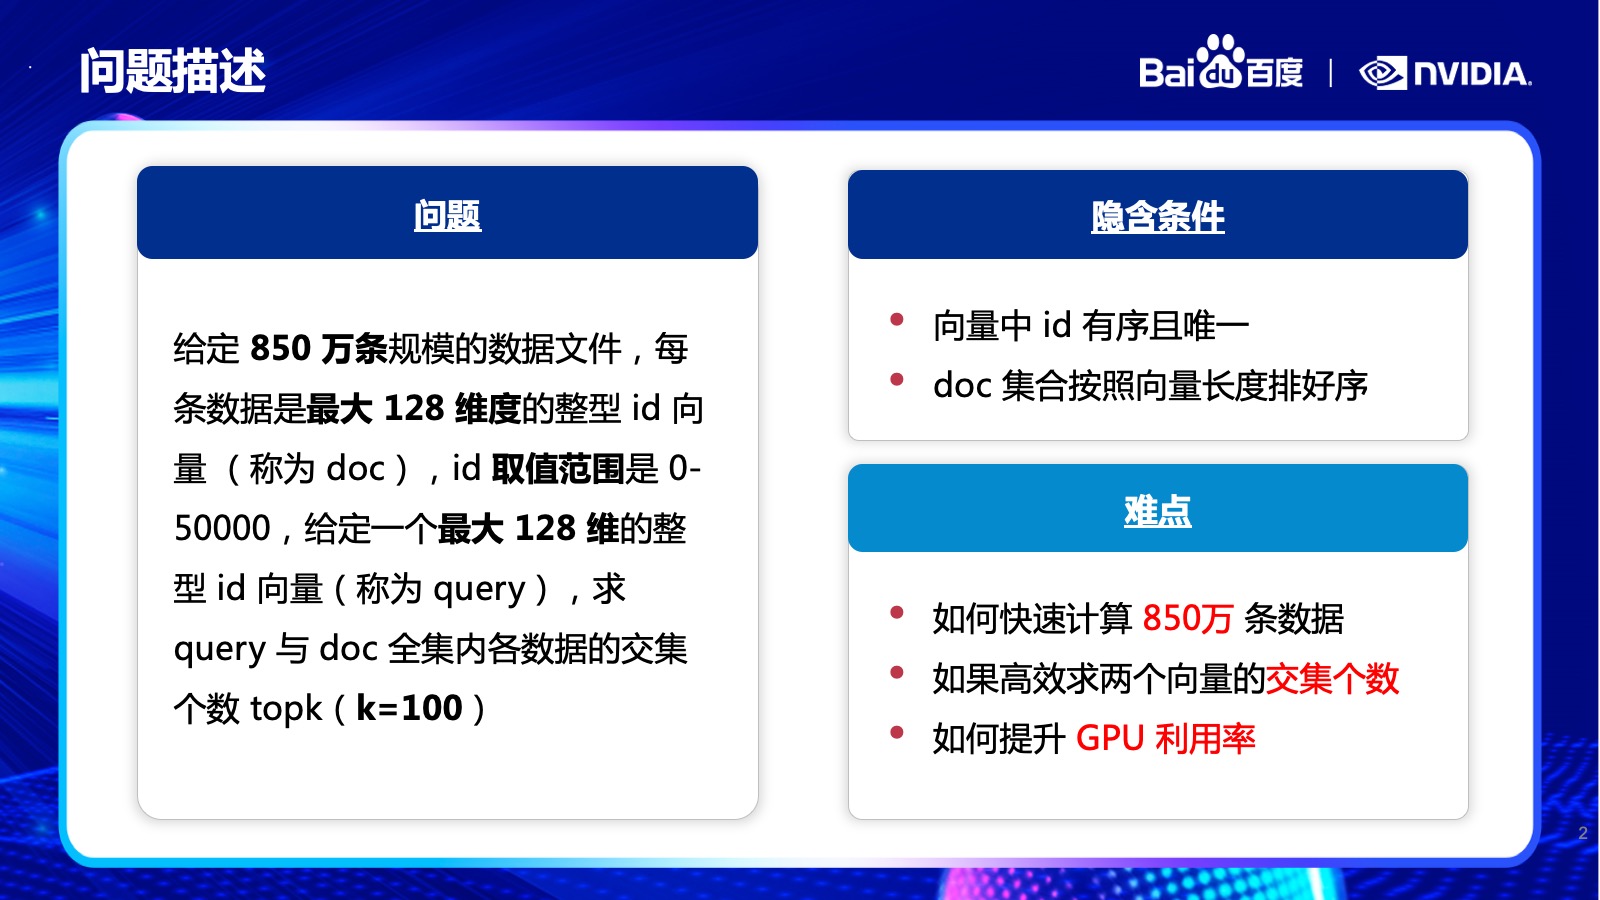 问题描述
Bai du 百度 | NVIDIA.
问题
给定 850 万条规模的数据文件，每
条数据是最大 128 维度的整型 id 向
量 （称为 doc），id 取值范围是 0-
50000，给定一个最大 128 维的整
型 id 向量（称为 query），求
query 与 doc 全集内各数据的交集
个数 topk（k=100）
隐含条件
• 向量中 id 有序且唯一
• doc 集合按照向量长度排好序
难点
• 如何快速计算 850万 条数据
• 如果高效求两个向量的交集个数
• 如何提升 GPU 利用率
2